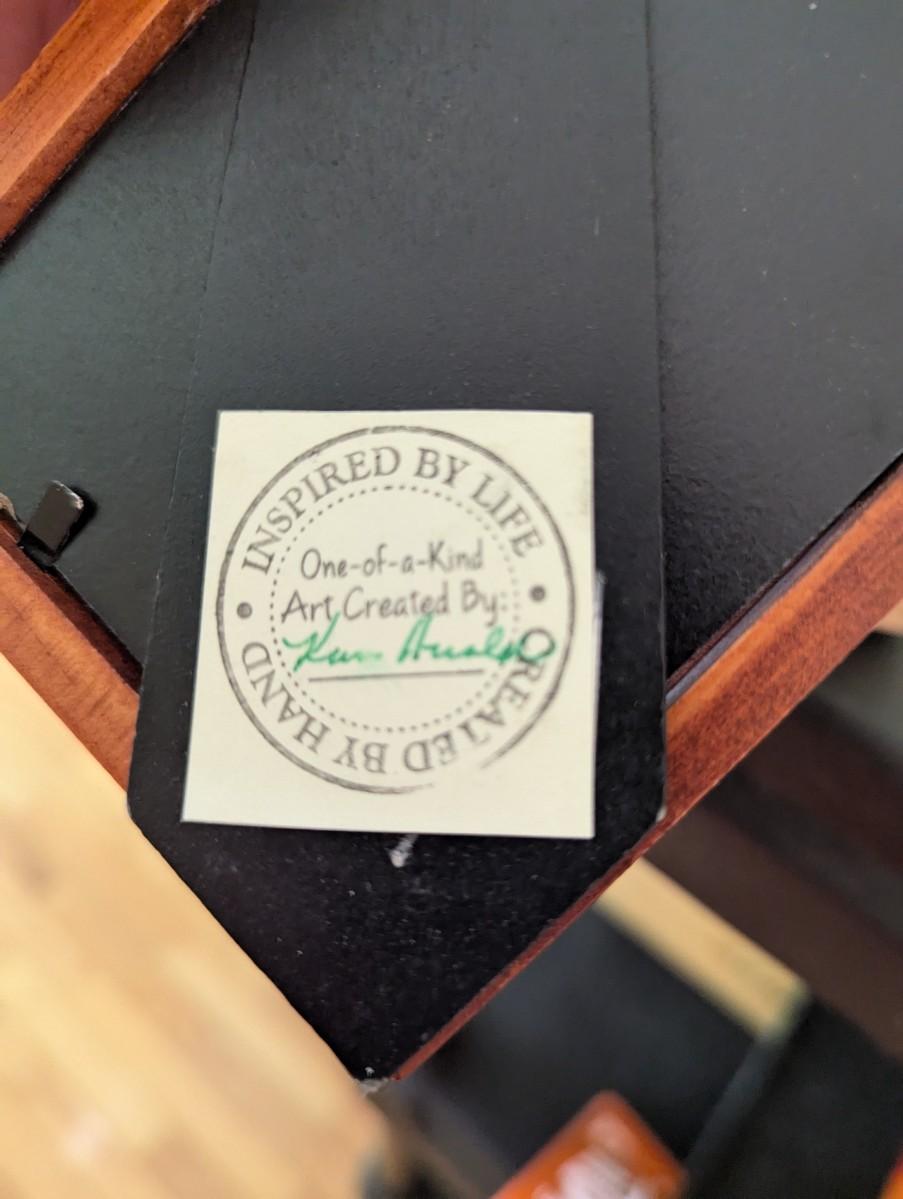 INSPIRED BY LIFE
One-of-a-Kind
Art Created By:
CREATED BY HAND